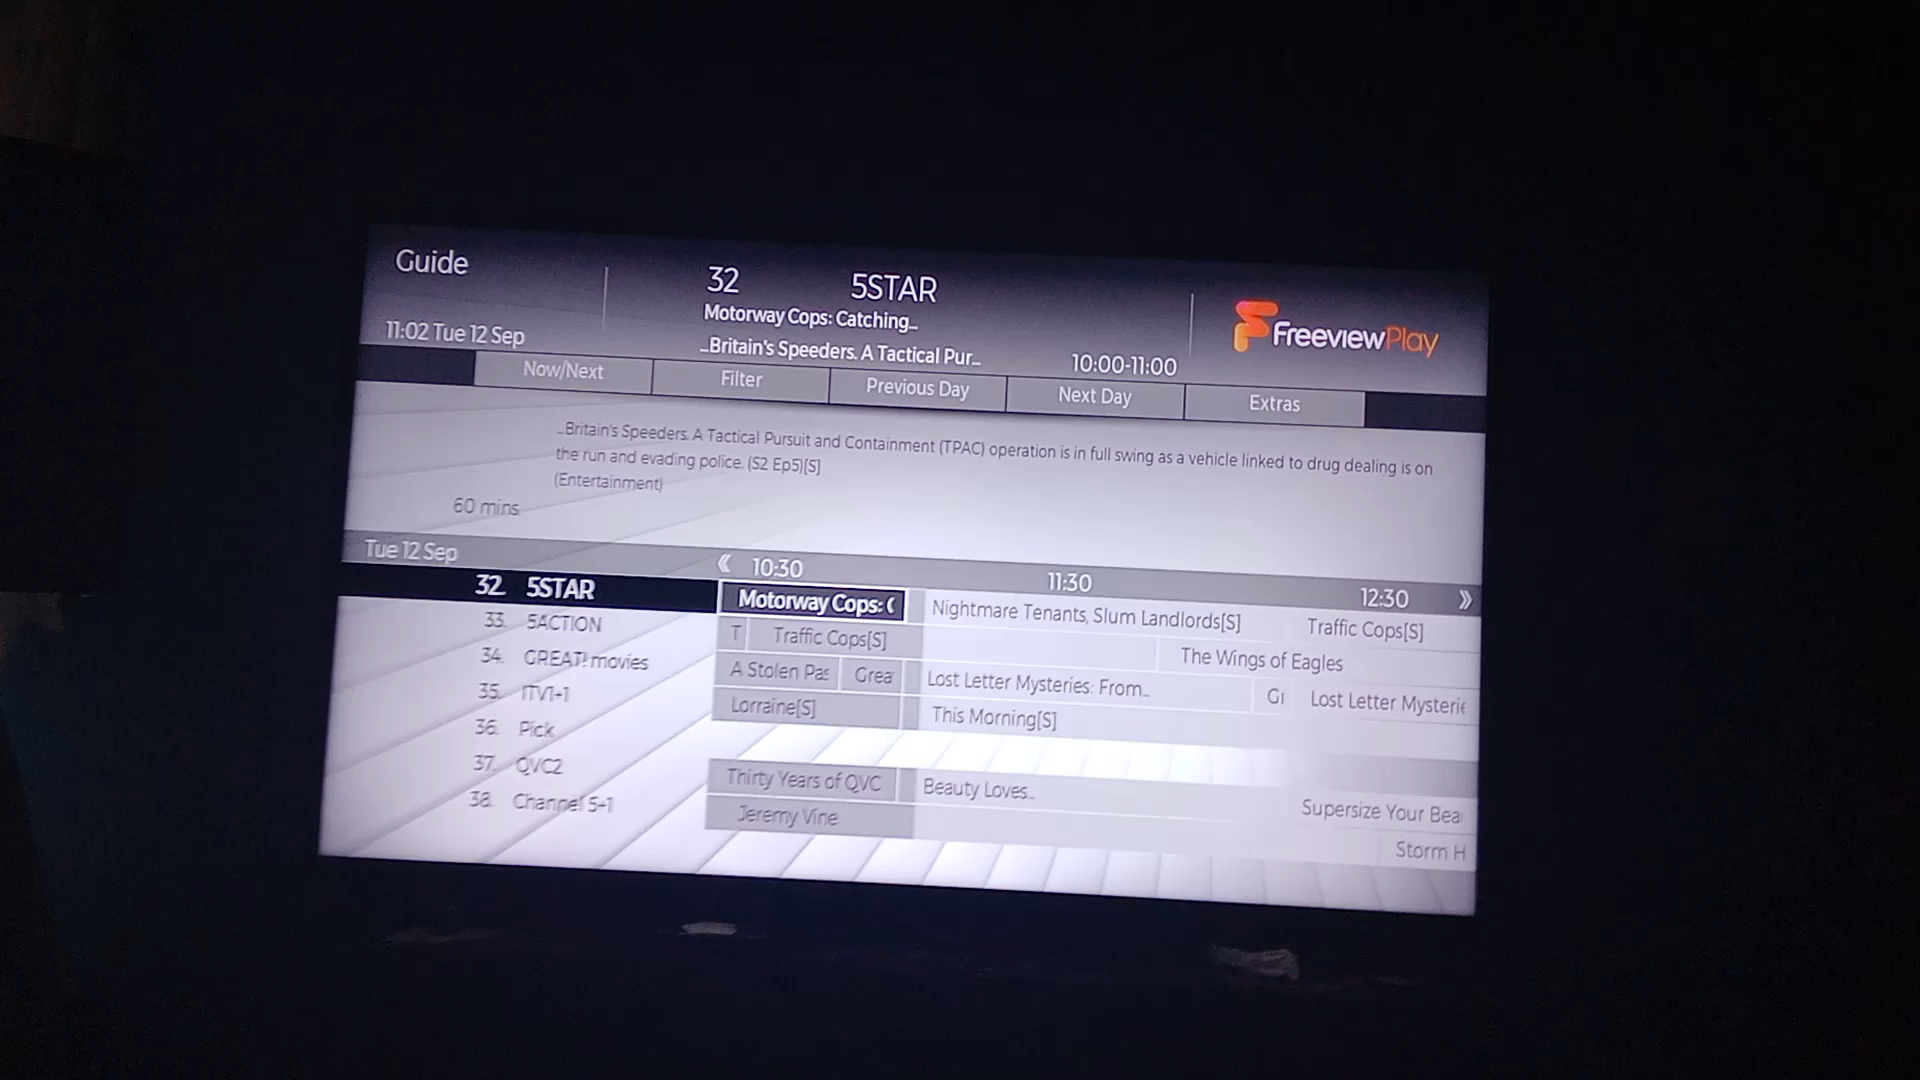 Guide
32 5STAR
Motorway Cops: Catching...
11:02 Tue 12 Sep
...Britain's Speeders. A Tactical Pur...
10:00-11:00
FreeviewPlay
Now/Next Filter Previous Day Next Day Extras
...Britain's Speeders. A Tactical Pursuit and Containment (TPAC) operation is in full swing as a vehicle linked to drug dealing is on
the run and evading police. (S2 Ep5)[S]
(Entertainment)
60 mins
Tue 12 Sep « 10:30 11:30 12:30 »
32. 5STAR Motorway Cops: ( Nightmare Tenants, Slum Landlords[S] Traffic Cops[S]
33. 5ACTION T Traffic Cops[S] The Wings of Eagles
34. GREAT! movies A Stolen Pas Grea Lost Letter Mysteries: From... Gr Lost Letter Mysterie
35. ITV1+1 Lorraine[S] This Morning[S]
36. Pick
37. QVC2 Thirty Years of QVC Beauty Loves... Supersize Your Bea
38. Channel 5+1 Jeremy Vine Storm H